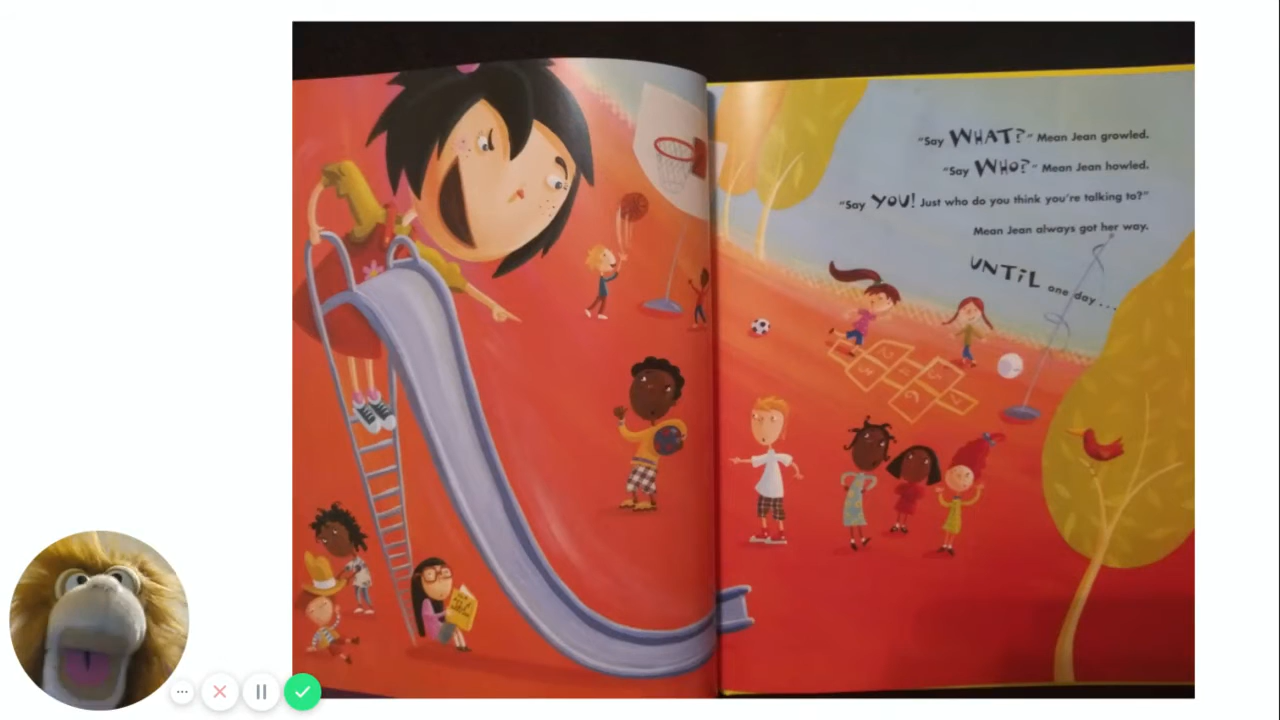 "Say WHAT?" Mean Jean growled.
"Say WHO?" Mean Jean howled.
"Say YOU! Just who do you think you're talking to?"
Mean Jean always got her way.
UNTiL one day...